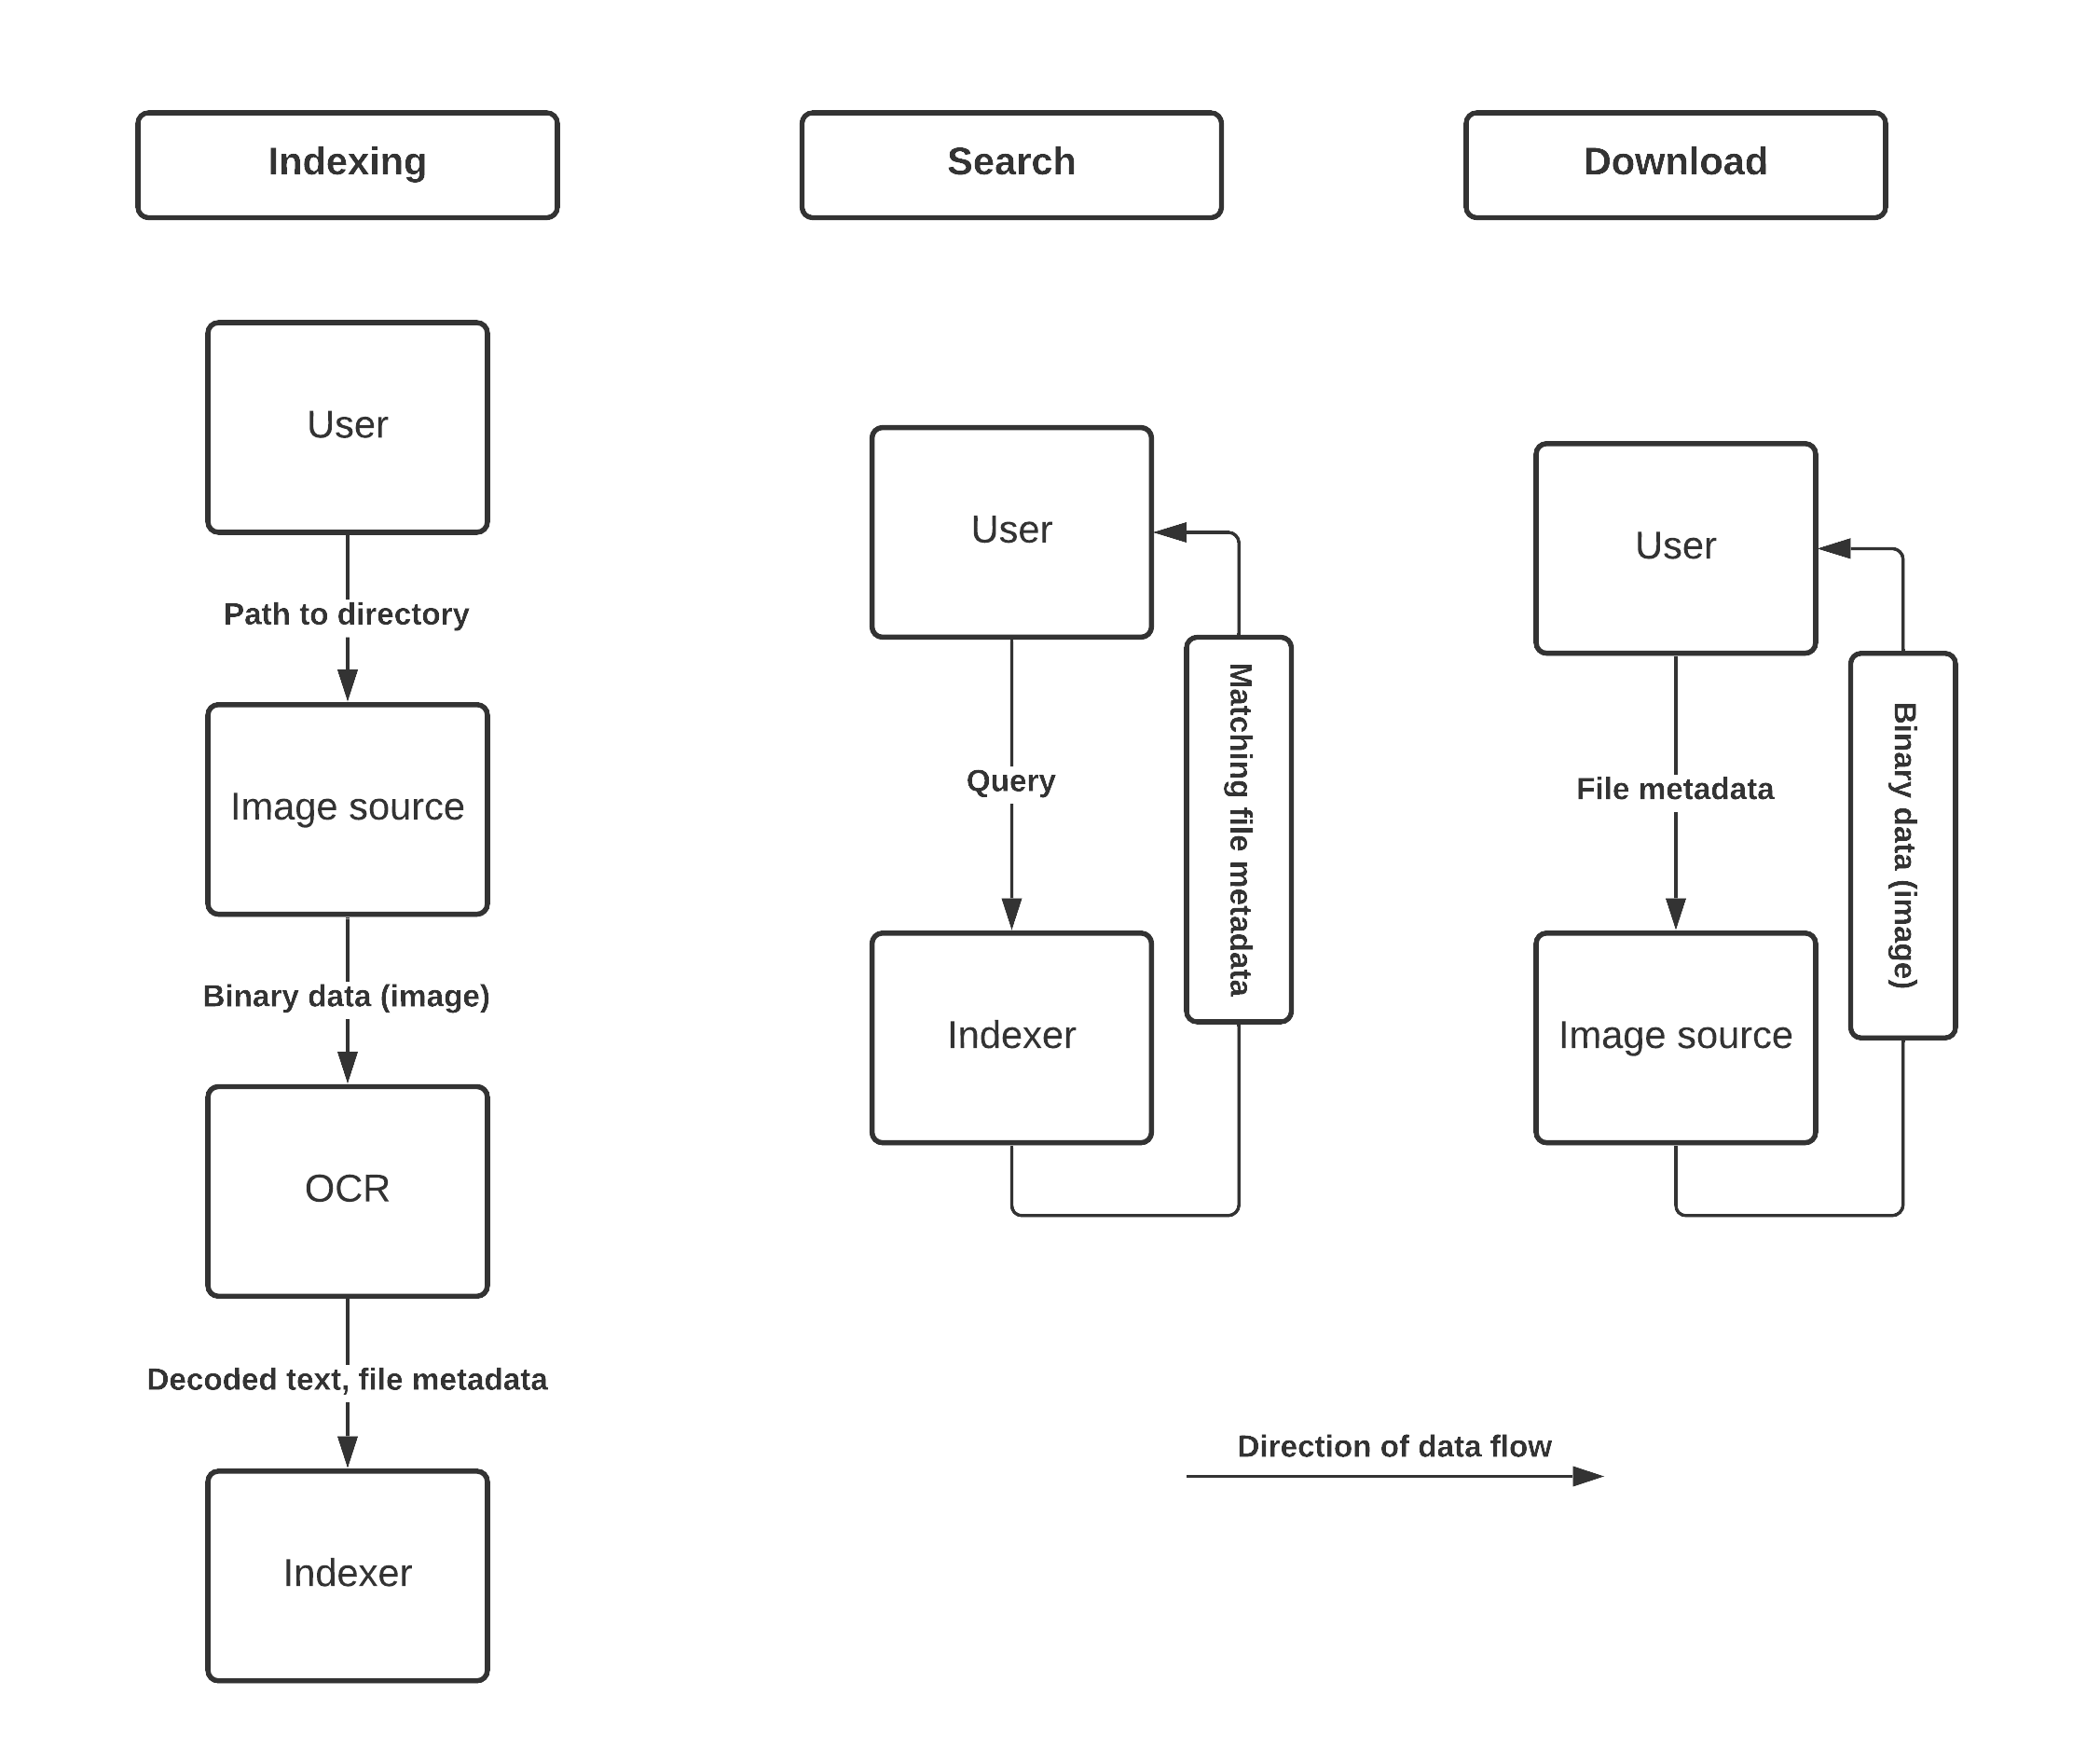 Indexing
User
Path to directory
Image source
Binary data (image)
OCR
Decoded text, file metadata
Indexer
Search
User
Query
Matching file metadata
Indexer
Download
User
File metadata
Binary data (image)
Image source
Direction of data flow